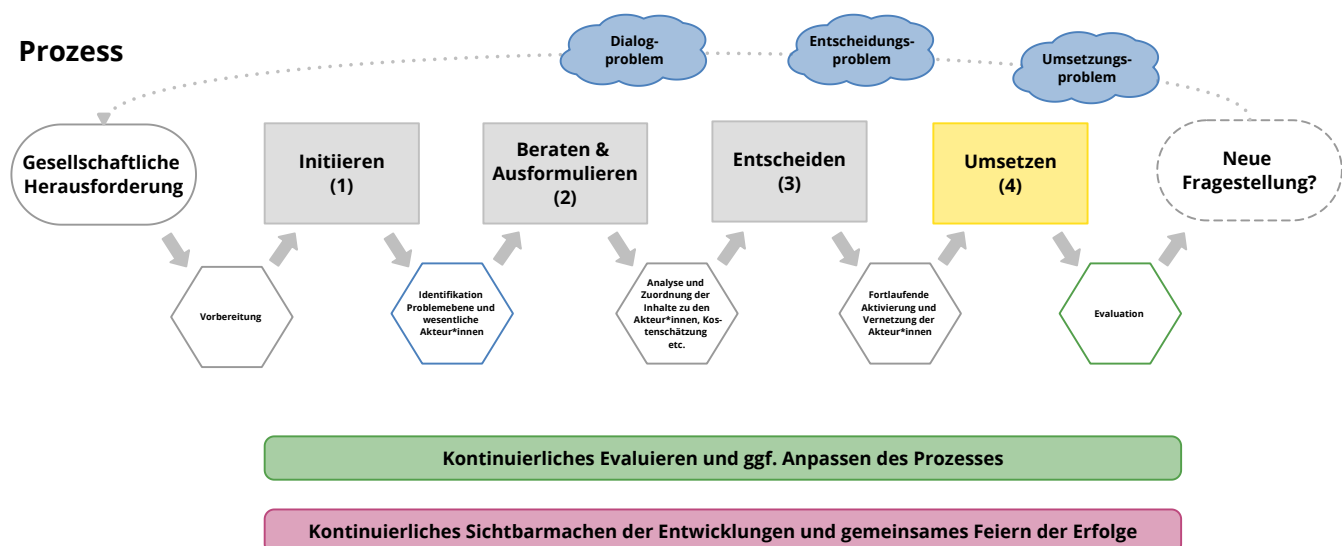 Prozess
Dialog-
problem
Entscheidungs-
problem
Umsetzungs-
problem
Gesellschaftliche
Herausforderung
Initiieren
(1)
Beraten &
Ausformulieren
(2)
Entscheiden
(3)
Umsetzen
(4)
Neue
Fragestellung?
Vorbereitung
Identifikation
Problemebene und
wesentliche
Akteur*innen
Analyse und
Zuordnung der
Inhalte zu den
Akteur*innen, Kos-
tenschätzung
etc.
Fortlaufende
Aktivierung und
Vernetzung der
Akteur*innen
Evaluation
Kontinuierliches Evaluieren und ggf. Anpassen des Prozesses
Kontinuierliches Sichtbarmachen der Entwicklungen und gemeinsames Feiern der Erfolge